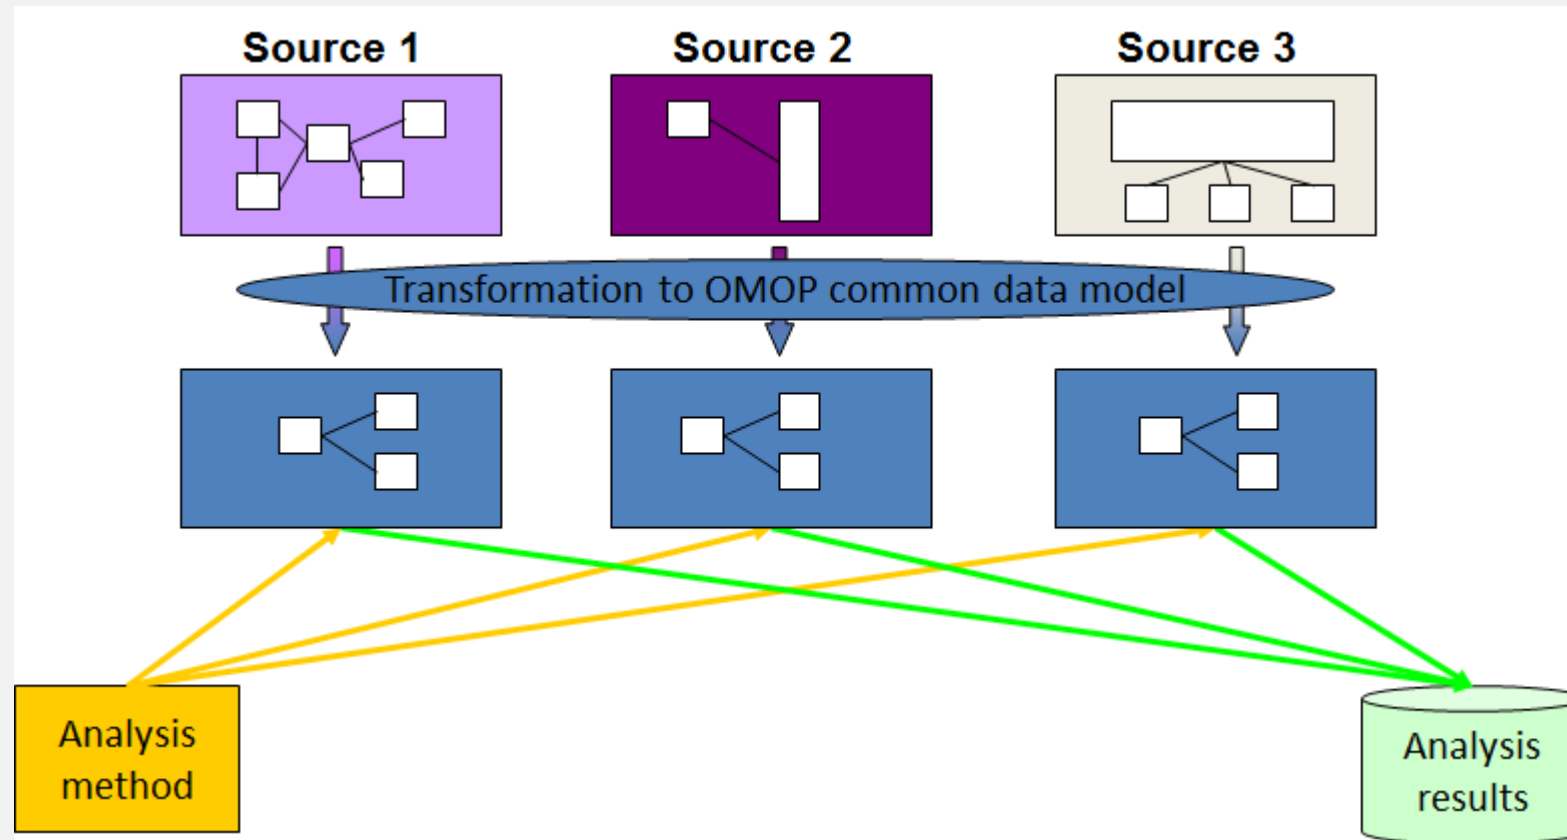 Source 1
Source 2
Source 3
Transformation to OMOP common data model
Analysis
method
Analysis
results